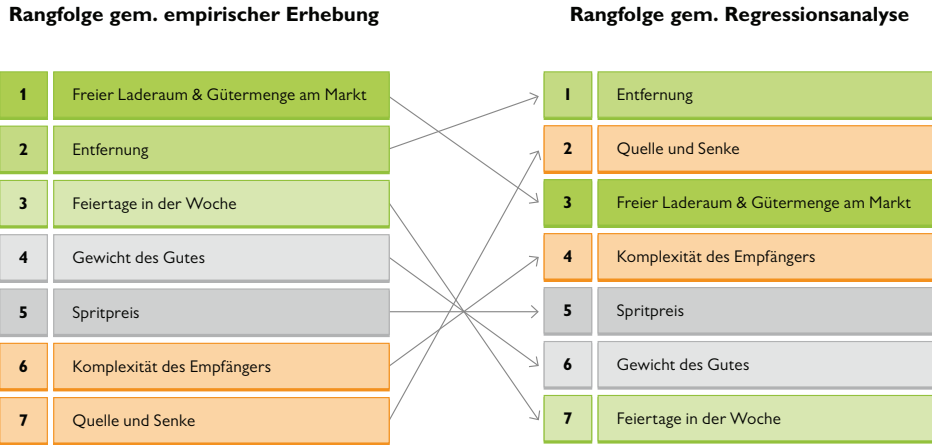 Rangfolge gem. empirischer Erhebung
1 Freier Laderaum & Gütermenge am Markt
2 Entfernung
3 Feiertage in der Woche
4 Gewicht des Gutes
5 Spritpreis
6 Komplexität des Empfängers
7 Quelle und Senke
Rangfolge gem. Regressionsanalyse
1 Entfernung
2 Quelle und Senke
3 Freier Laderaum & Gütermenge am Markt
4 Komplexität des Empfängers
5 Spritpreis
6 Gewicht des Gutes
7 Feiertage in der Woche